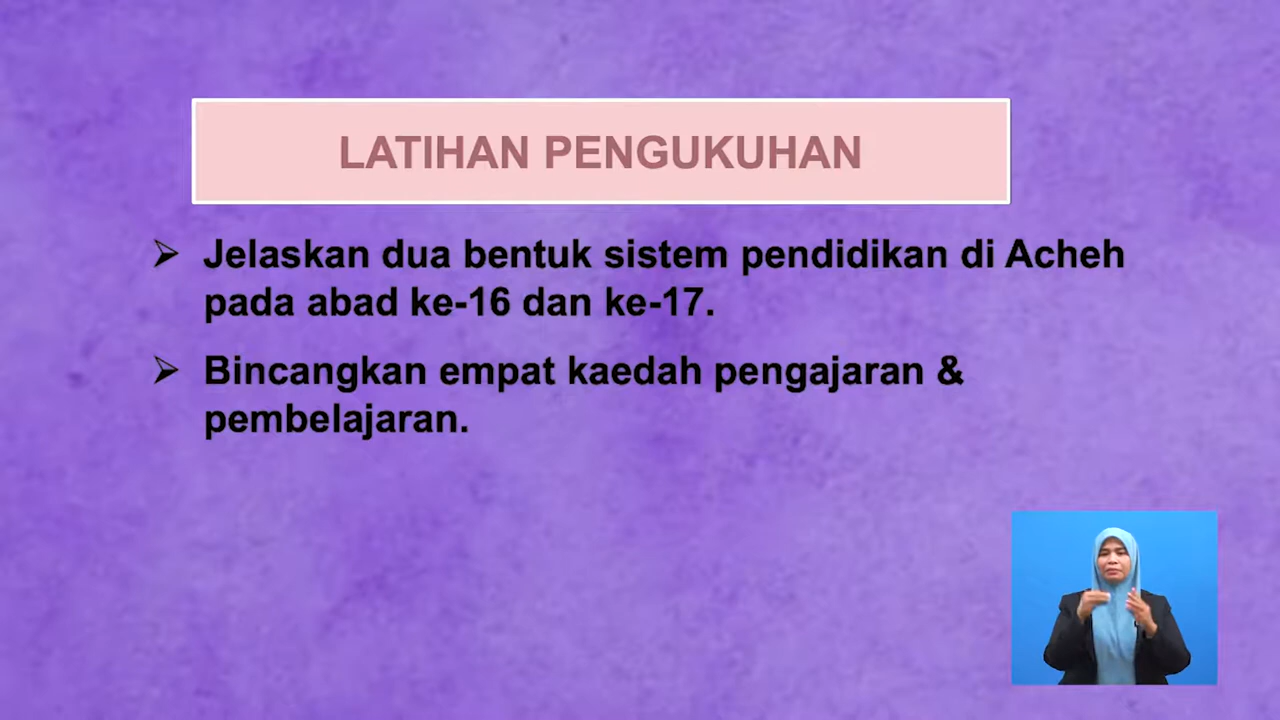 LATIHAN PENGUKUHAN
➢ Jelaskan dua bentuk sistem pendidikan di Acheh
pada abad ke-16 dan ke-17.
➢ Bincangkan empat kaedah pengajaran &
pembelajaran.